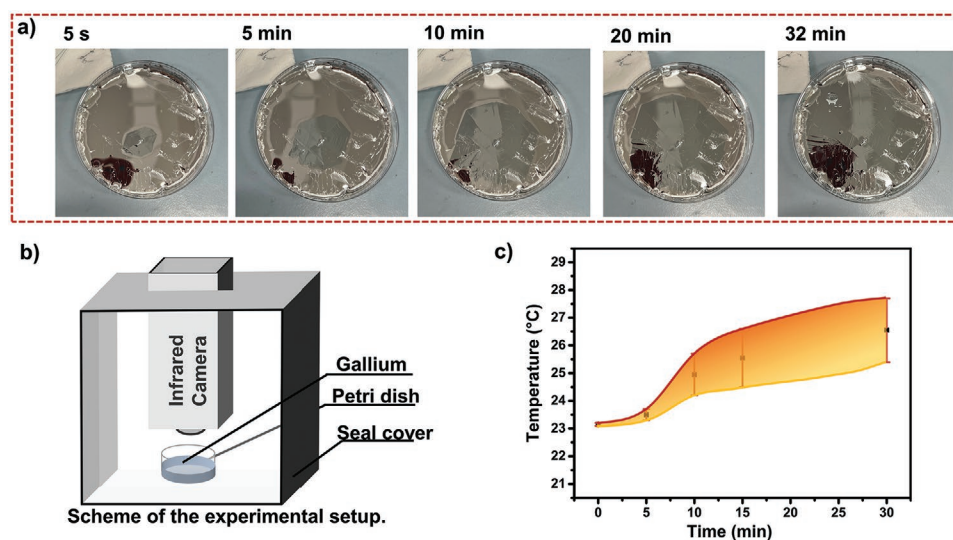 a)
5 s
5 min
10 min
20 min
32 min
b)
Infrared
Camera
Gallium
Petri dish
Seal cover
Scheme of the experimental setup.
c)
Temperature (°C)
29
28
27
26
25
24
23
22
21
0
5
10
15
20
25
30
Time (min)